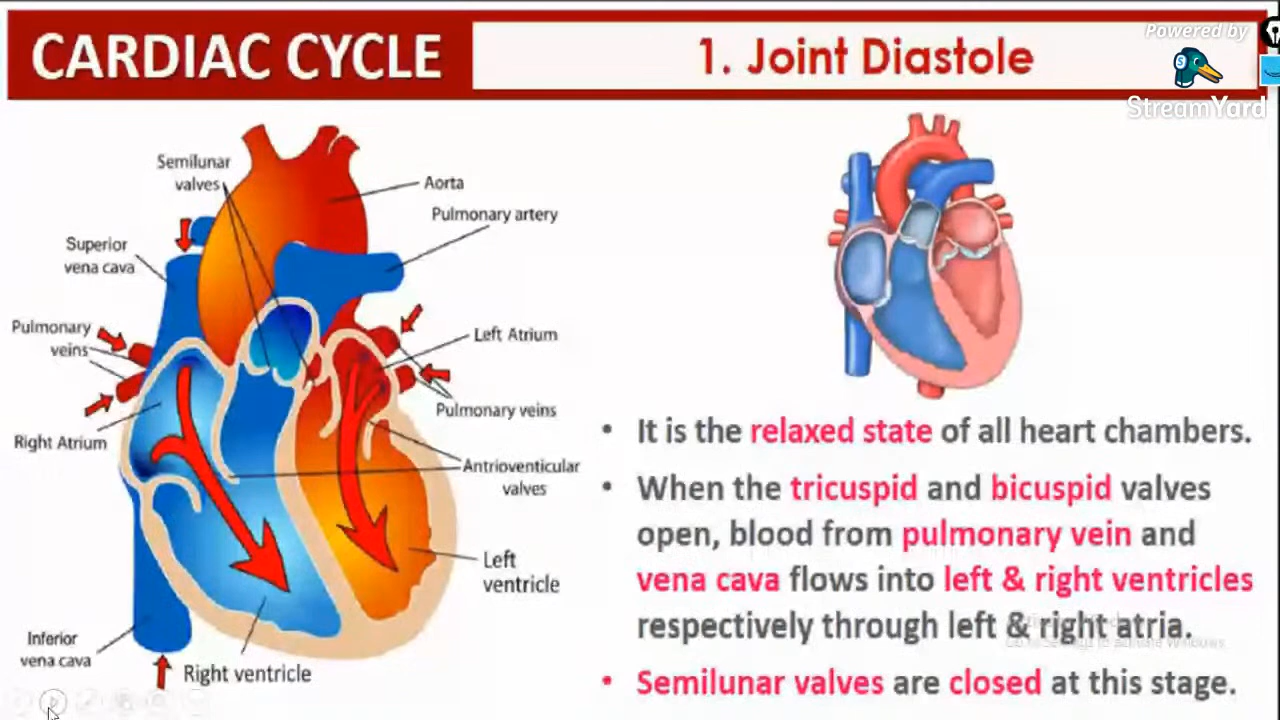 CARDIAC CYCLE
1. Joint Diastole
Powered by
StreamYard
Semilunar
valves
Aorta
Pulmonary artery
Superior
vena cava
Pulmonary
veins
Left Atrium
Pulmonary veins
Right Atrium
Antrioventicular
valves
Left
ventricle
Inferior
vena cava
Right ventricle
• It is the relaxed state of all heart chambers.
• When the tricuspid and bicuspid valves
open, blood from pulmonary vein and
vena cava flows into left & right ventricles
respectively through left & right atria.
• Semilunar valves are closed at this stage.